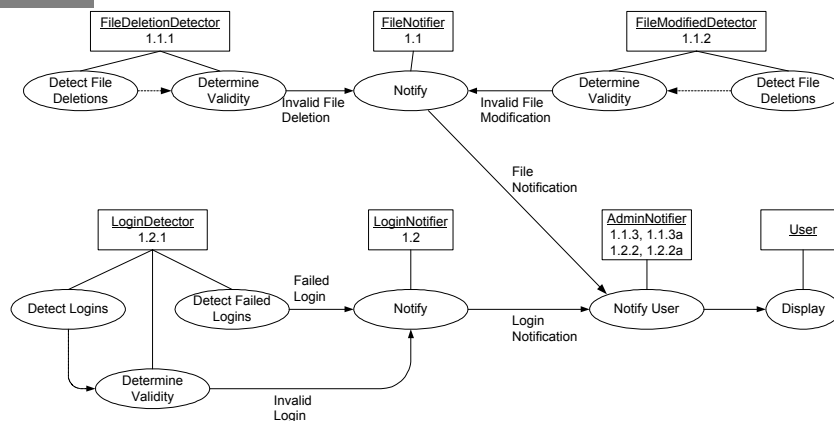 FileDeletionDetector
1.1.1
FileNotifier
1.1
FileModifiedDetector
1.1.2
Detect File
Deletions
Determine
Validity
Invalid File
Deletion
Notify
Invalid File
Modification
Determine
Validity
Detect File
Deletions
File
Notification
LoginDetector
1.2.1
LoginNotifier
1.2
AdminNotifier
1.1.3, 1.1.3a
1.2.2, 1.2.2a
User
Detect Logins
Detect Failed
Logins
Failed
Login
Notify
Login
Notification
Notify User
Display
Determine
Validity
Invalid
Login